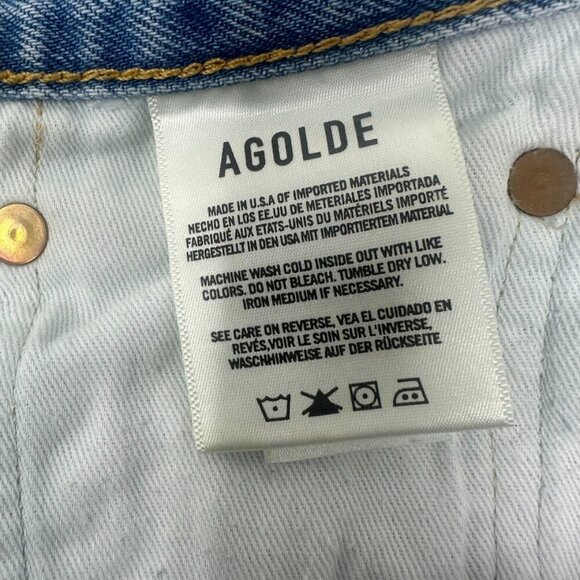 AGOLDE
MADE IN U.S.A OF IMPORTED MATERIALS
HECHO EN LOS EE.UU DE METERIALES IMPORTADA
FABRIQUÉ AUX ETATS-UNIS DU MATÉRIELS IMPORTÉ
HERGESTELLT IN DEN USA MIT IMPORTIERTEM MATERIAL
MACHINE WASH COLD INSIDE OUT WITH LIKE
COLORS. DO NOT BLEACH. TUMBLE DRY LOW.
IRON MEDIUM IF NECESSARY.
SEE CARE ON REVERSE, VEA EL CUIDADO EN
REVÉS,VOIR LE SOIN SUR L'INVERSE,
WASCHHINWEISE AUF DER RÜCKSEITE